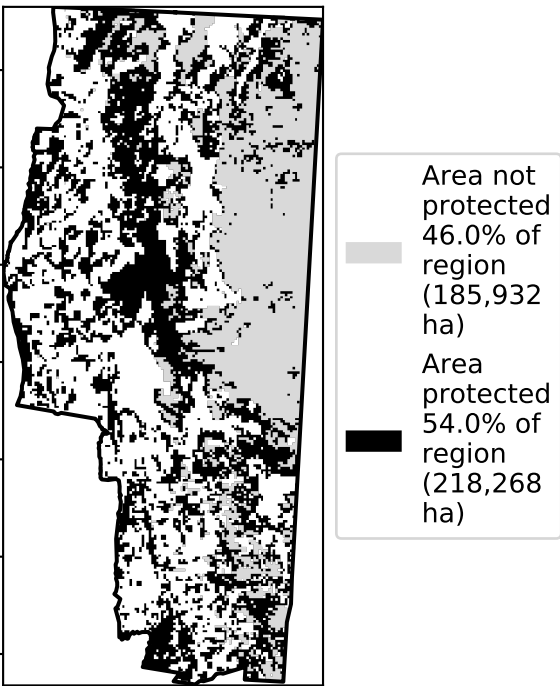 Area not
protected
46.0% of
region
(185,932
ha)
Area
protected
54.0% of
region
(218,268
ha)